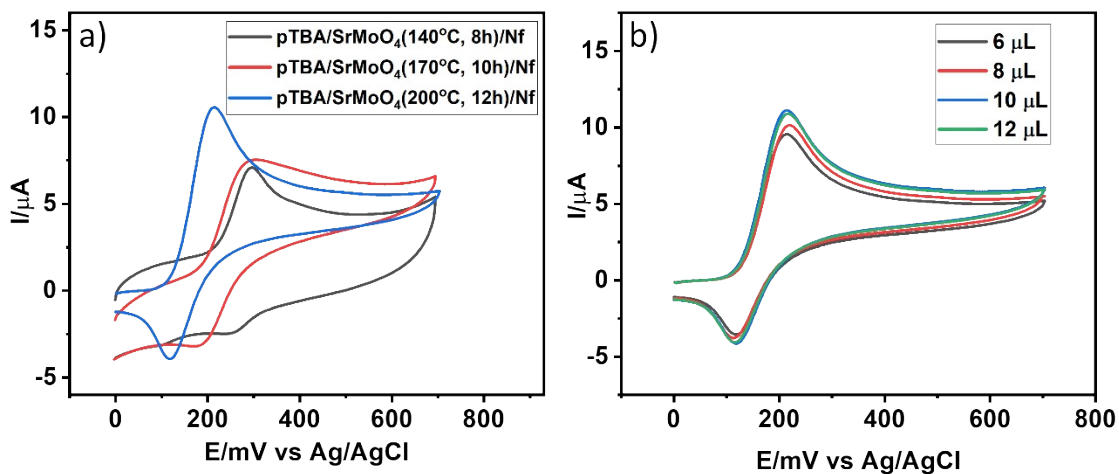 a)
pTBA/SrMoO₄(140°C, 8h)/Nf
pTBA/SrMoO₄(170°C, 10h)/Nf
pTBA/SrMoO₄(200°C, 12h)/Nf
15
10
5
0
-5
I/μA
0 200 400 600 800
E/mV vs Ag/AgCl
b)
6 μL
8 μL
10 μL
12 μL
15
10
5
0
-5
I/μA
0 200 400 600 800
E/mV vs Ag/AgCl